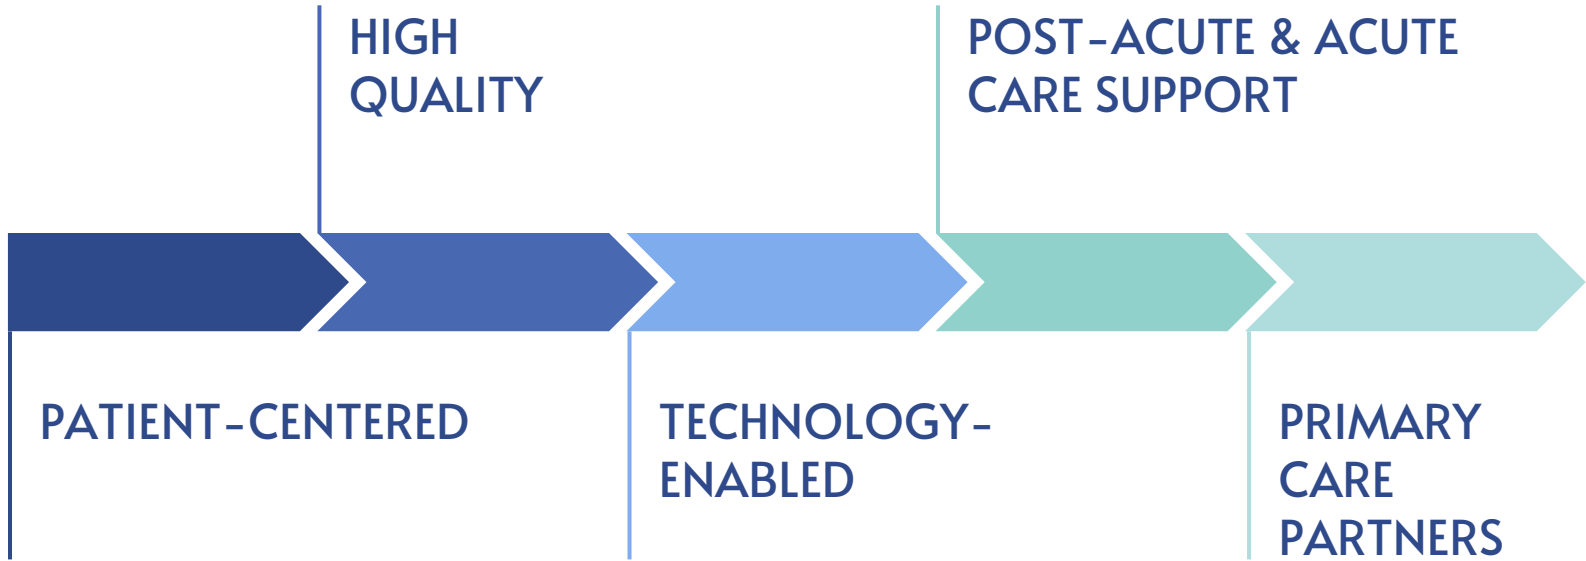 HIGH
QUALITY
POST-ACUTE & ACUTE
CARE SUPPORT
PATIENT-CENTERED
TECHNOLOGY-
ENABLED
PRIMARY
CARE
PARTNERS